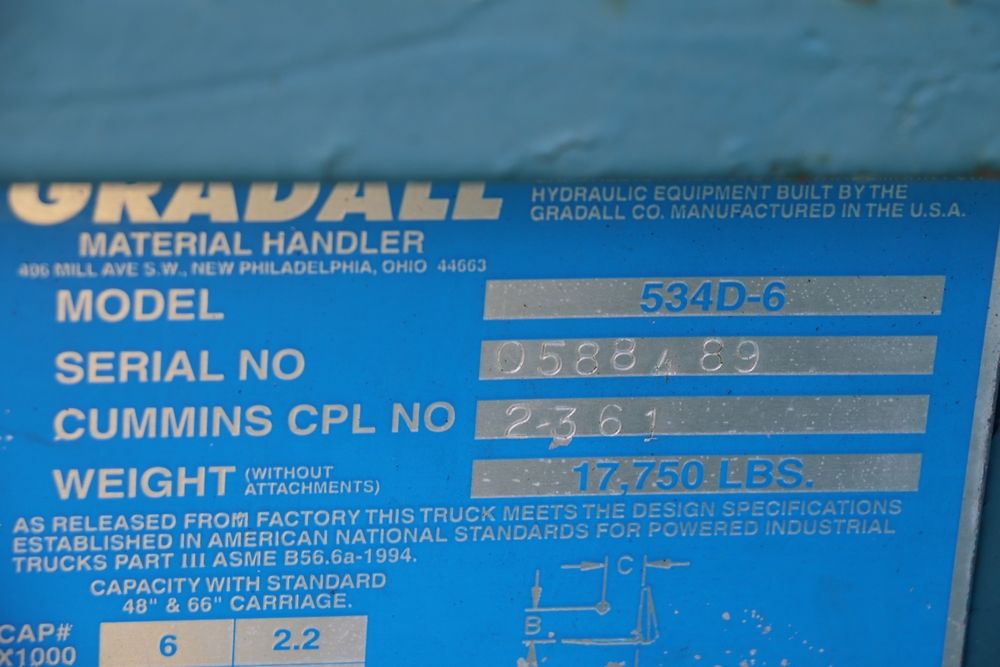 GRADALL
HYDRAULIC EQUIPMENT BUILT BY THE
GRADALL CO. MANUFACTURED IN THE U.S.A.
MATERIAL HANDLER
406 MILL AVE S.W., NEW PHILADELPHIA, OHIO 44663
MODEL 534D-6
SERIAL NO 0588489
CUMMINS CPL NO 2361
WEIGHT (WITHOUT ATTACHMENTS) 17,750 LBS.
AS RELEASED FROM FACTORY THIS TRUCK MEETS THE DESIGN SPECIFICATIONS
ESTABLISHED IN AMERICAN NATIONAL STANDARDS FOR POWERED INDUSTRIAL
TRUCKS PART III ASME B56.6a-1994.
CAPACITY WITH STANDARD
48" & 66" CARRIAGE.
C
B
CAP# X1000 6 2.2